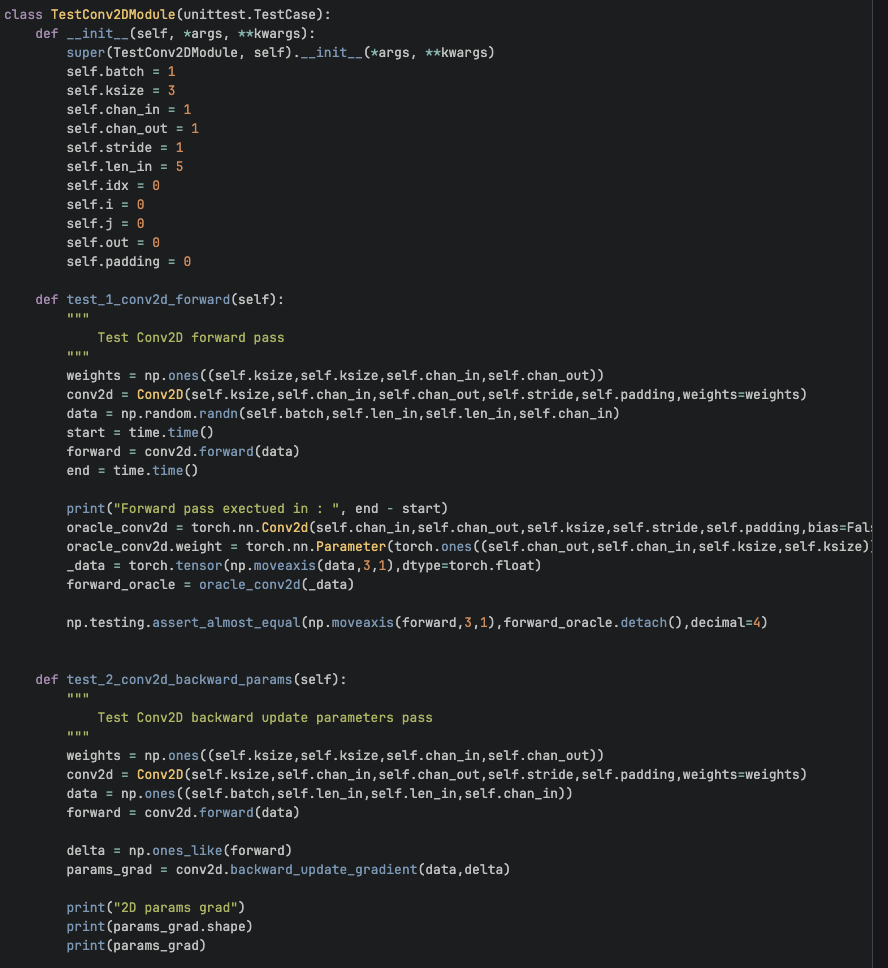 class TestConv2DModule(unittest.TestCase):
    def __init__(self, *args, **kwargs):
        super(TestConv2DModule, self).__init__(*args, **kwargs)
        self.batch = 1
        self.ksize = 3
        self.chan_in = 1
        self.chan_out = 1
        self.stride = 1
        self.len_in = 5
        self.idx = 0
        self.i = 0
        self.j = 0
        self.out = 0
        self.padding = 0

    def test_1_conv2d_forward(self):
        """
            Test Conv2D forward pass
        """
        weights = np.ones((self.ksize,self.ksize,self.chan_in,self.chan_out))
        conv2d = Conv2D(self.ksize,self.chan_in,self.chan_out,self.stride,self.padding,weights=weights)
        data = np.random.randn(self.batch,self.len_in,self.len_in,self.chan_in)
        start = time.time()
        forward = conv2d.forward(data)
        end = time.time()

        print("Forward pass exectued in : ", end - start)
        oracle_conv2d = torch.nn.Conv2d(self.chan_in,self.chan_out,self.ksize,self.stride,self.padding,bias=Fals
        oracle_conv2d.weight = torch.nn.Parameter(torch.ones((self.chan_out,self.chan_in,self.ksize,self.ksize))
        _data = torch.tensor(np.moveaxis(data,3,1),dtype=torch.float)
        forward_oracle = oracle_conv2d(_data)

        np.testing.assert_almost_equal(np.moveaxis(forward,3,1),forward_oracle.detach(),decimal=4)


    def test_2_conv2d_backward_params(self):
        """
            Test Conv2D backward update parameters pass
        """
        weights = np.ones((self.ksize,self.ksize,self.chan_in,self.chan_out))
        conv2d = Conv2D(self.ksize,self.chan_in,self.chan_out,self.stride,self.padding,weights=weights)
        data = np.ones((self.batch,self.len_in,self.len_in,self.chan_in))
        forward = conv2d.forward(data)

        delta = np.ones_like(forward)
        params_grad = conv2d.backward_update_gradient(data,delta)

        print("2D params grad")
        print(params_grad.shape)
        print(params_grad)